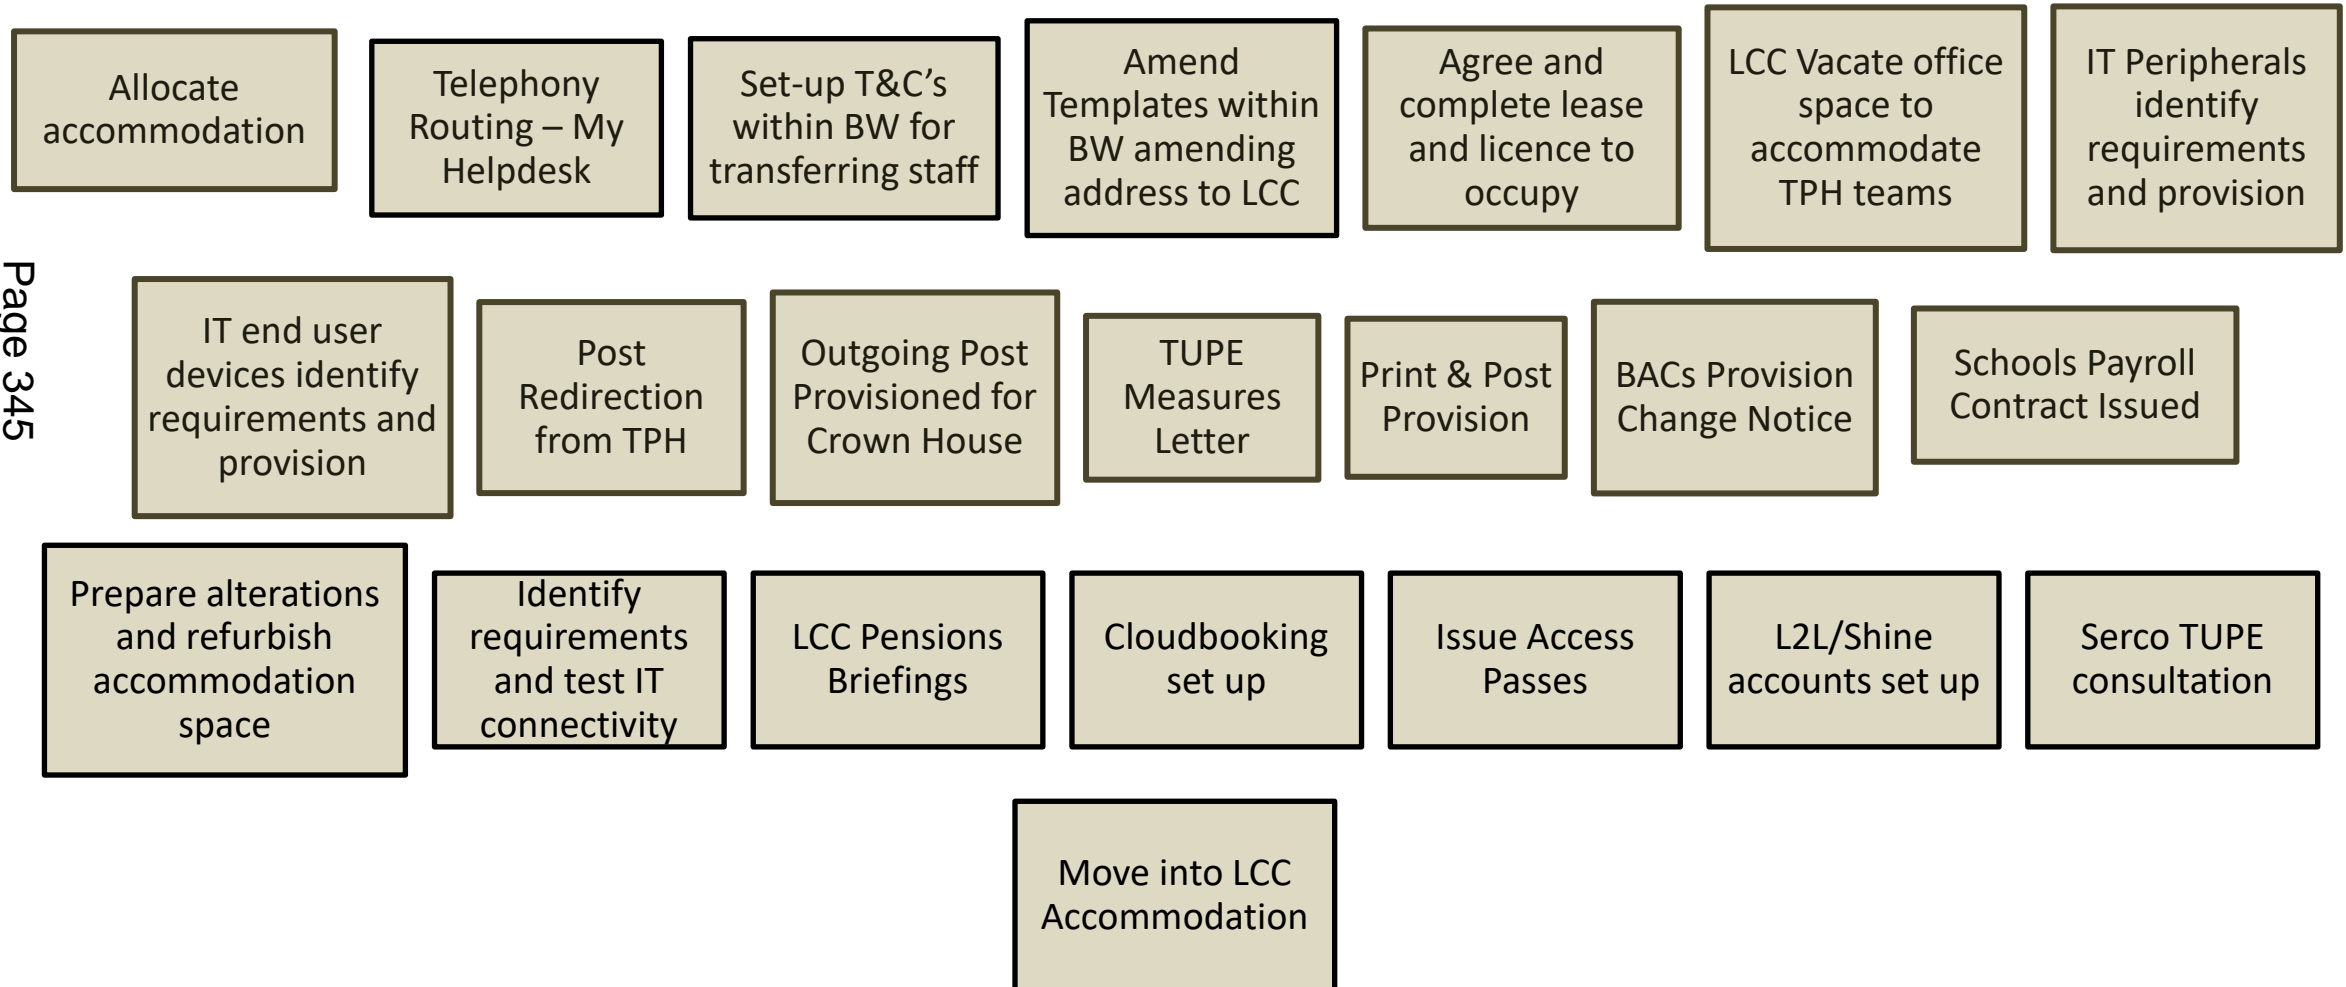 Allocate
accommodation
Telephony
Routing – My
Helpdesk
Set-up T&C’s
within BW for
transferring staff
Amend
Templates within
BW amending
address to LCC
Agree and
complete lease
and licence to
occupy
LCC Vacate office
space to
accommodate
TPH teams
IT Peripherals
identify
requirements
and provision
Page 345
IT end user
devices identify
requirements and
provision
Post
Redirection
from TPH
Outgoing Post
Provisioned for
Crown House
TUPE
Measures
Letter
Print & Post
Provision
BACs Provision
Change Notice
Schools Payroll
Contract Issued
Prepare alterations
and refurbish
accommodation
space
Identify
requirements
and test IT
connectivity
LCC Pensions
Briefings
Cloudbooking
set up
Issue Access
Passes
L2L/Shine
accounts set up
Serco TUPE
consultation
Move into LCC
Accommodation